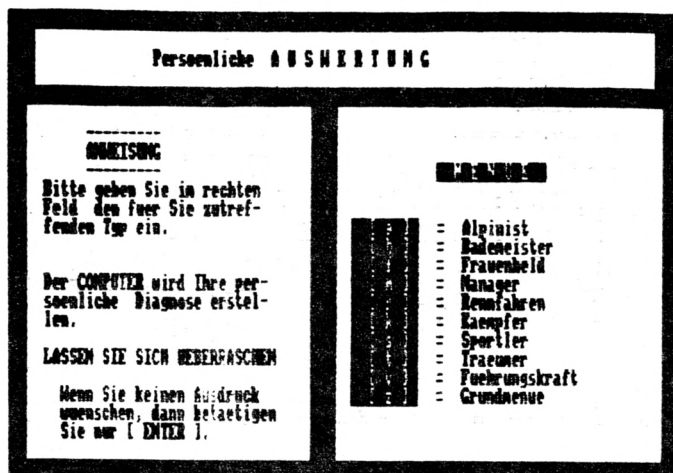 Persoenliche AUSWERTUNG
ANWEISUNG
Bitte geben Sie im rechten
Feld den fuer Sie zutref-
fenden Typ ein.
Der COMPUTER wird Ihre per-
soenliche Diagnose erstel-
len.
LASSEN SIE SICH UEBERRASCHEN
Wenn Sie keinen Ausdruck
wuenschen, dann betaetigen
Sie nur [ ENTER ].
= Alpinist
= Bademeister
= Frauenheld
= Manager
= Rennfahren
= Kaempfer
= Sportler
= Traeumer
= Fuehrungskraft
= Grundmenue